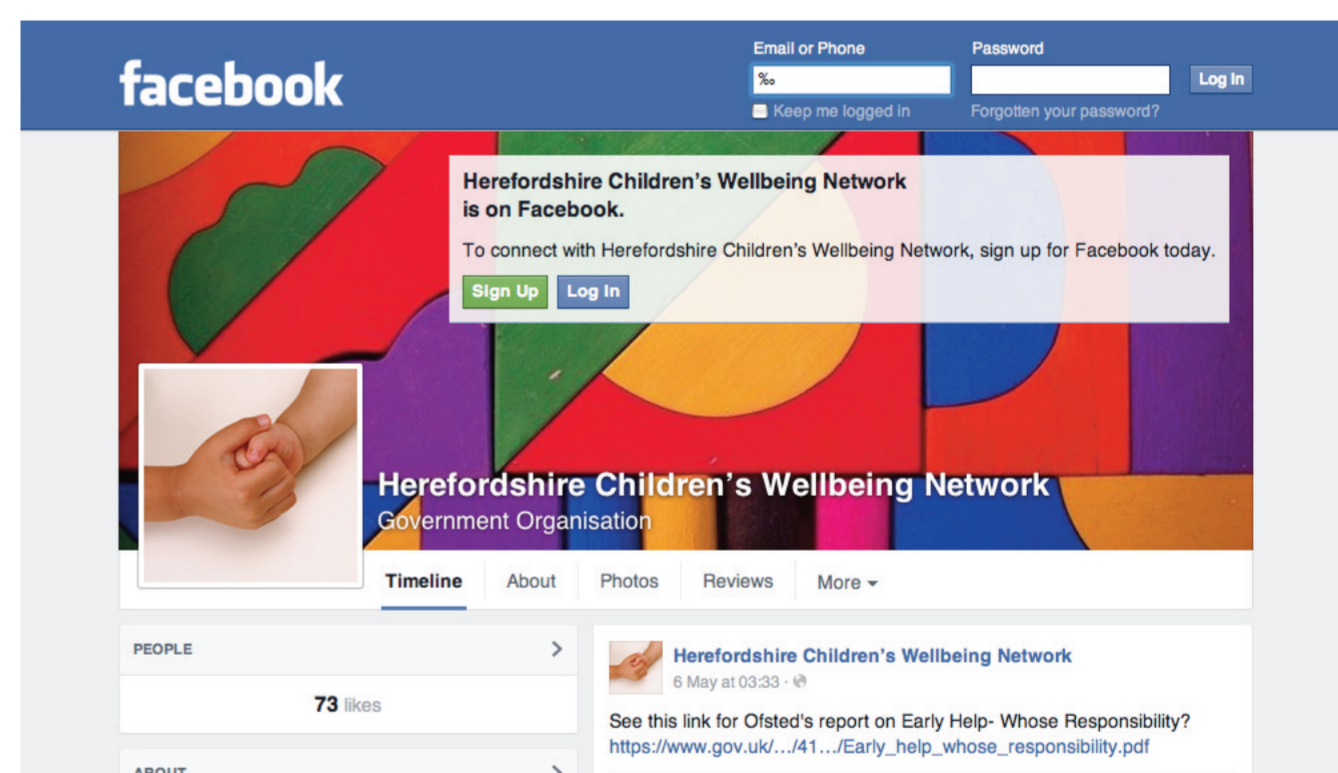 facebook
Email or Phone
Password
‰
Log In
Keep me logged in
Forgotten your password?
Herefordshire Children's Wellbeing Network
is on Facebook.
To connect with Herefordshire Children's Wellbeing Network, sign up for Facebook today.
Sign Up
Log In
Herefordshire Children's Wellbeing Network
Government Organisation
Timeline
About
Photos
Reviews
More
PEOPLE
73 likes
ABOUT
Herefordshire Children's Wellbeing Network
6 May at 03:33 ·
See this link for Ofsted's report on Early Help- Whose Responsibility?
https://www.gov.uk/.../41.../Early_help_whose_responsibility.pdf